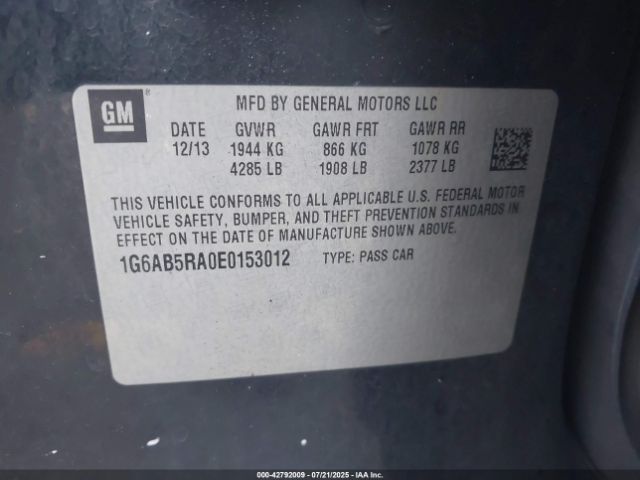 GM ®
MFD BY GENERAL MOTORS LLC
DATE GVWR GAWR FRT GAWR RR
12/13 1944 KG 866 KG 1078 KG
4285 LB 1908 LB 2377 LB
THIS VEHICLE CONFORMS TO ALL APPLICABLE U.S. FEDERAL MOTOR
VEHICLE SAFETY, BUMPER, AND THEFT PREVENTION STANDARDS IN
EFFECT ON THE DATE OF MANUFACTURE SHOWN ABOVE.
1G6AB5RA0E0153012 TYPE: PASS CAR
000-42792009 - 07/21/2025 - IAAI.COM